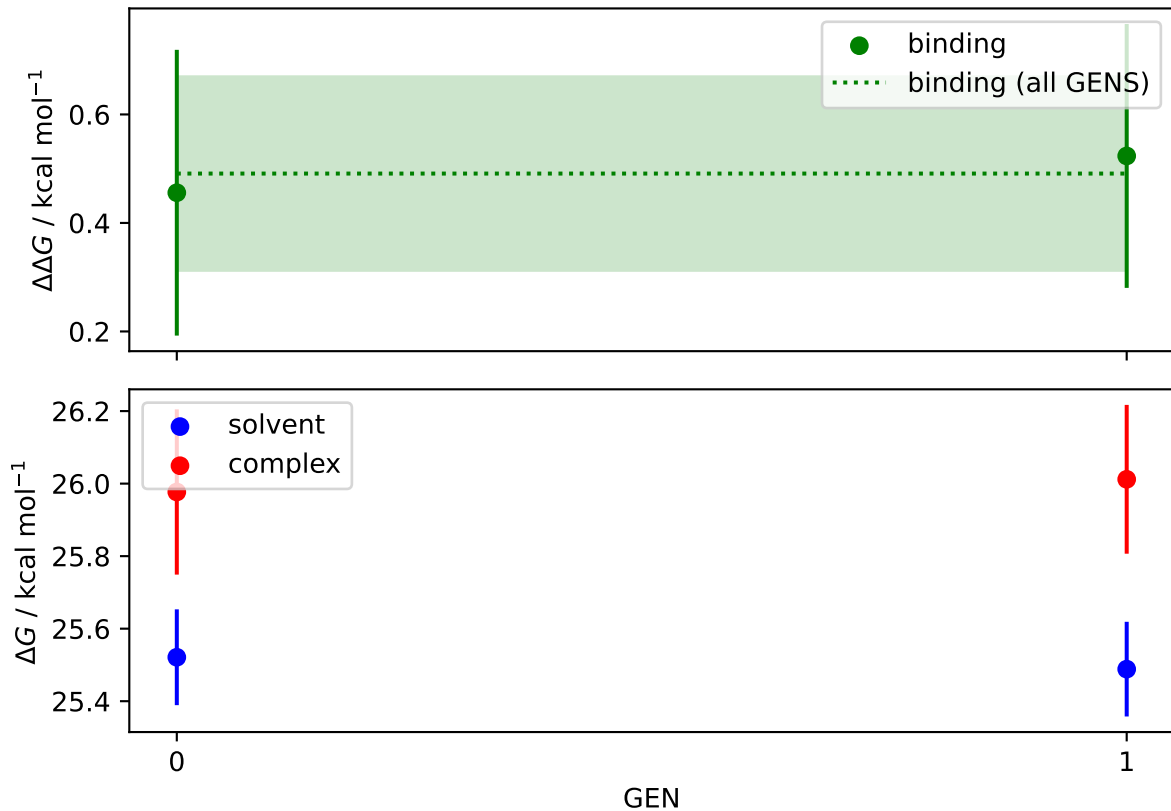 ΔΔG / kcal mol⁻¹
0.6
0.4
0.2
binding
binding (all GENS)
ΔG / kcal mol⁻¹
26.2
26.0
25.8
25.6
25.4
solvent
complex
0
1
GEN